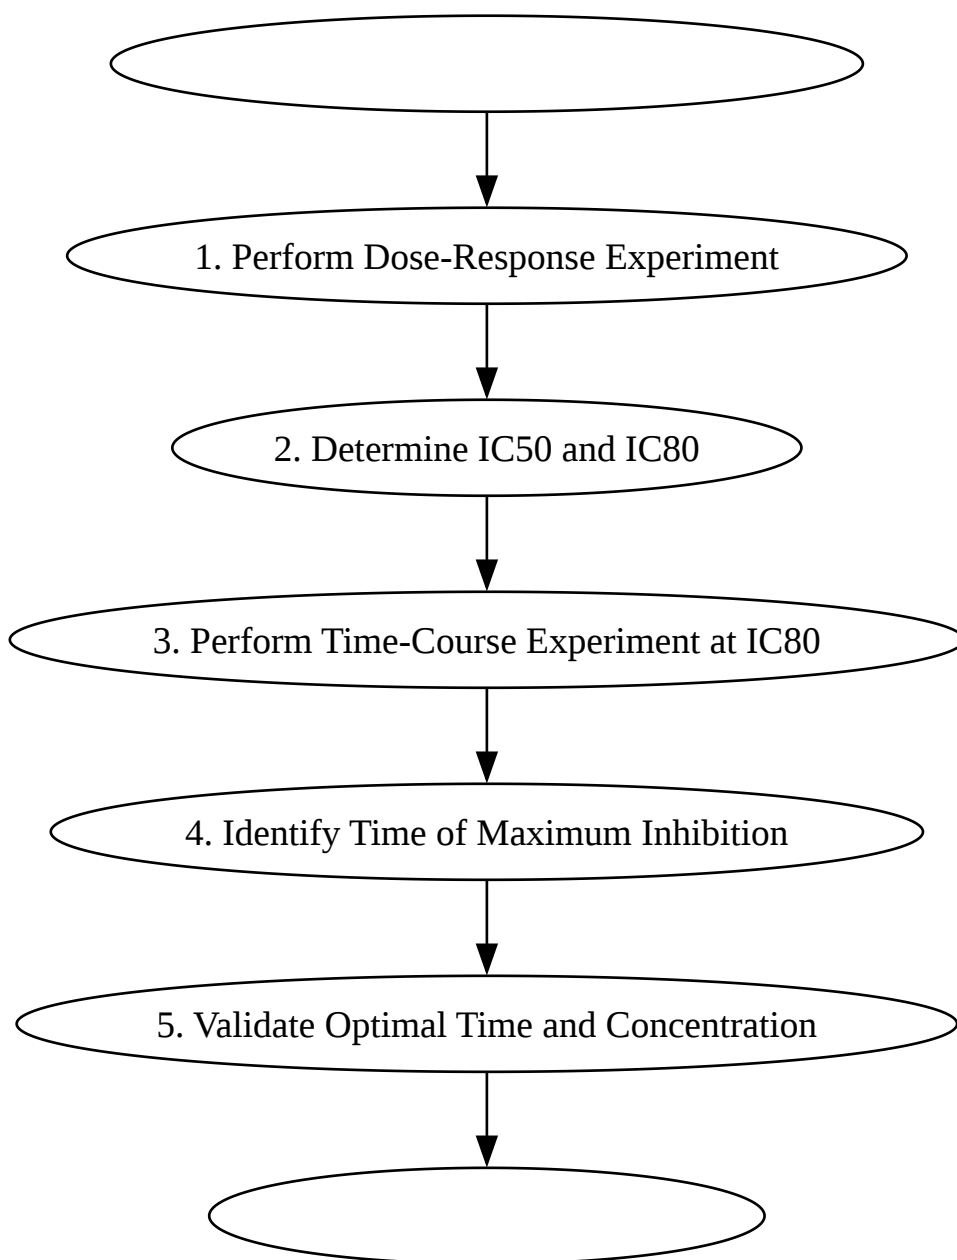 1. Perform Dose-Response Experiment
2. Determine IC50 and IC80
3. Perform Time-Course Experiment at IC80
4. Identify Time of Maximum Inhibition
5. Validate Optimal Time and Concentration